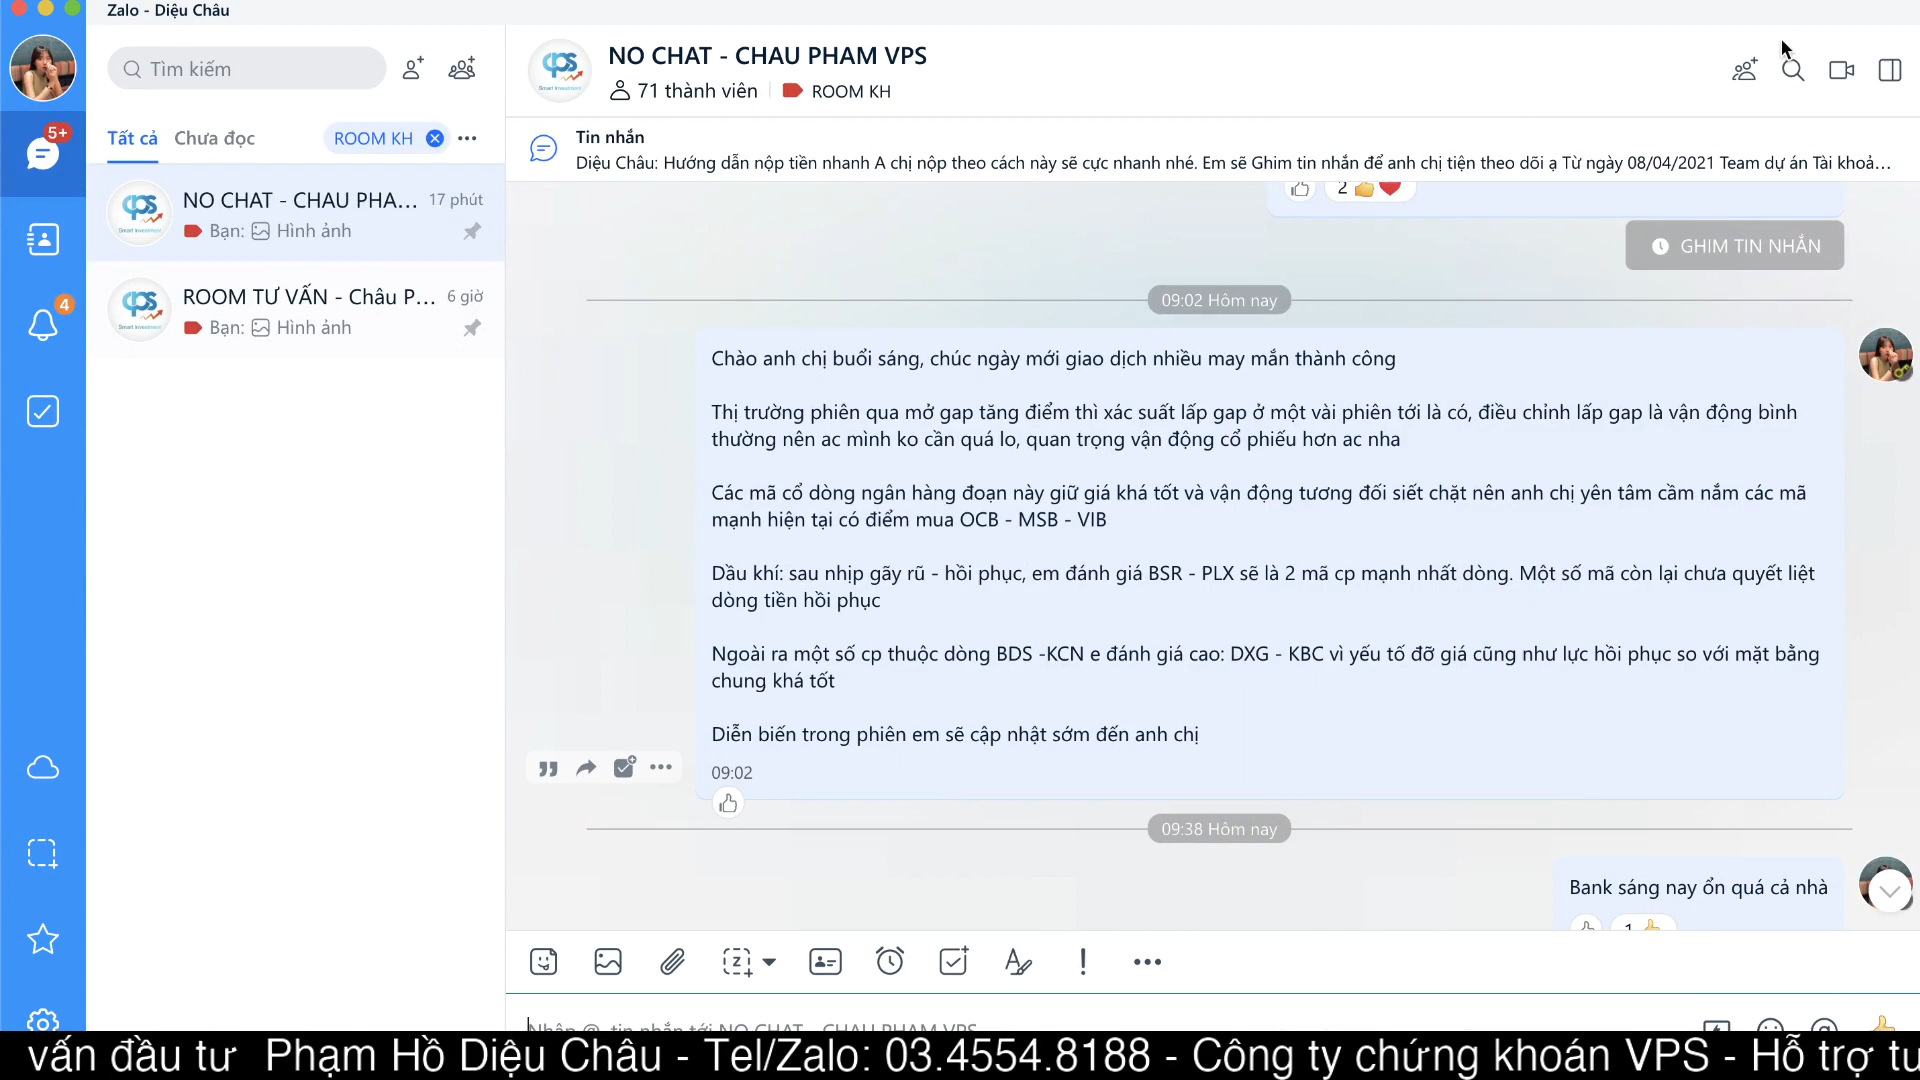 Zalo - Diệu Châu
Tìm kiếm
Tất cả Chưa đọc ROOM KH
5+
NO CHAT - CHAU PHA... 17 phút
Bạn: Hình ảnh
ROOM TƯ VẤN - Châu P... 6 giờ
Bạn: Hình ảnh
4
NO CHAT - CHAU PHAM VPS
71 thành viên ROOM KH
Tin nhắn
Diệu Châu: Hướng dẫn nộp tiền nhanh A chị nộp theo cách này sẽ cực nhanh nhé. Em sẽ Ghim tin nhắn để anh chị tiện theo dõi ạ Từ ngày 08/04/2021 Team dự án Tài khoả...
2
GHIM TIN NHẮN
09:02 Hôm nay
Chào anh chị buổi sáng, chúc ngày mới giao dịch nhiều may mắn thành công
Thị trường phiên qua mở gap tăng điểm thì xác suất lấp gap ở một vài phiên tới là có, điều chỉnh lấp gap là vận động bình
thường nên ac mình ko cần quá lo, quan trọng vận động cổ phiếu hơn ac nha
Các mã cổ dòng ngân hàng đoạn này giữ giá khá tốt và vận động tương đối siết chặt nên anh chị yên tâm cầm nắm các mã
mạnh hiện tại có điểm mua OCB - MSB - VIB
Dầu khí: sau nhịp gãy rũ - hồi phục, em đánh giá BSR - PLX sẽ là 2 mã cp mạnh nhất dòng. Một số mã còn lại chưa quyết liệt
dòng tiền hồi phục
Ngoài ra một số cp thuộc dòng BDS -KCN e đánh giá cao: DXG - KBC vì yếu tố đỡ giá cũng như lực hồi phục so với mặt bằng
chung khá tốt
Diễn biến trong phiên em sẽ cập nhật sớm đến anh chị
09:02
09:38 Hôm nay
Bank sáng nay ổn quá cả nhà
1
Nhập @, tin nhắn tới NO CHAT - CHAU PHAM VPS
vấn đầu tư Phạm Hồ Diệu Châu - Tel/Zalo: 03.4554.8188 - Công ty chứng khoán VPS - Hỗ trợ tu